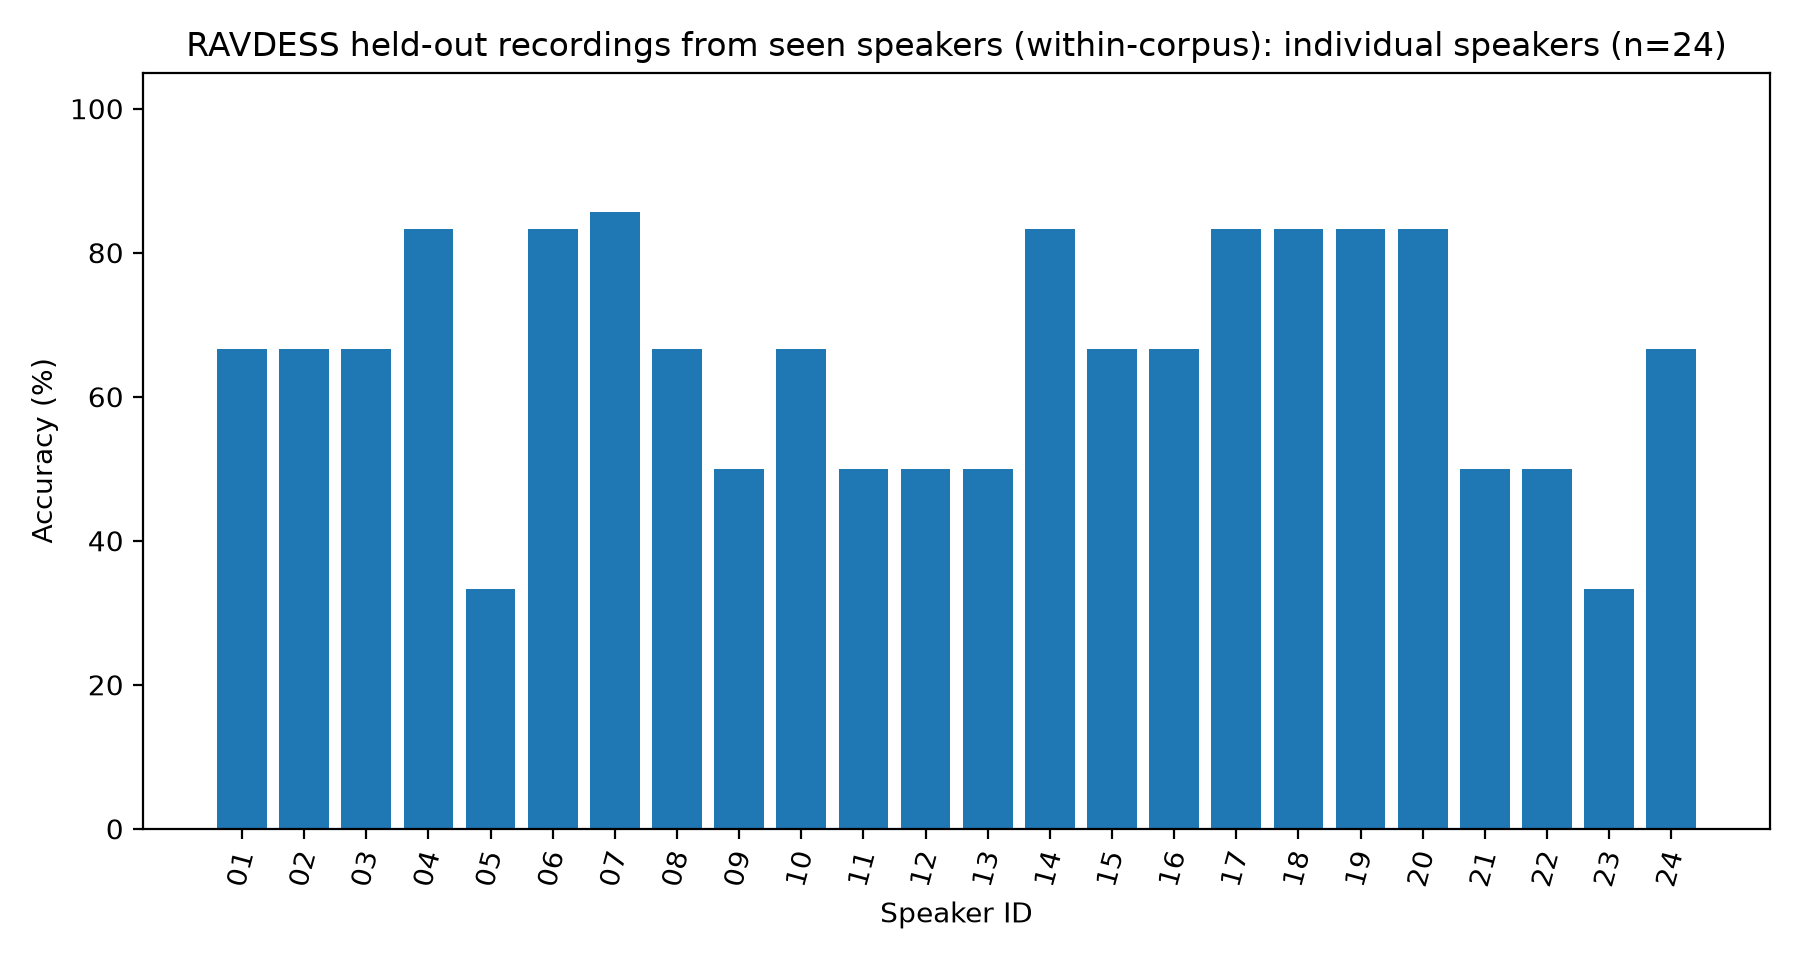 RAVDESS held-out recordings from seen speakers (within-corpus): individual speakers (n=24)
Accuracy (%)
100
80
60
40
20
0
01 02 03 04 05 06 07 08 09 10 11 12 13 14 15 16 17 18 19 20 21 22 23 24
Speaker ID